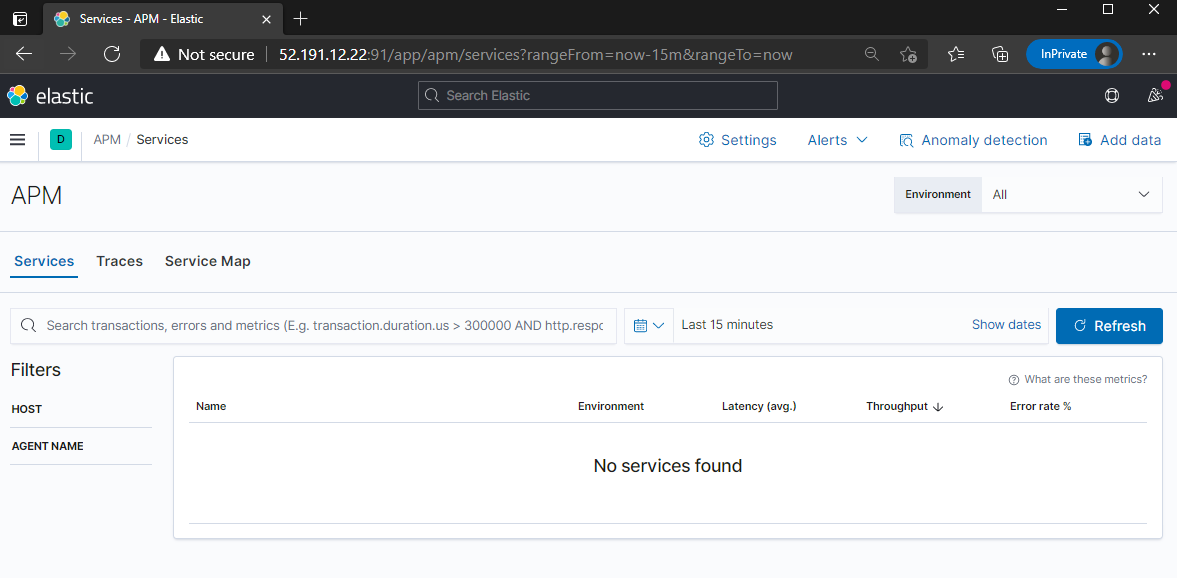 Services - APM - Elastic
Not secure 52.191.12.22:91/app/apm/services?rangeFrom=now-15m&rangeTo=now InPrivate
elastic Search Elastic
D APM / Services Settings Alerts Anomaly detection Add data
APM Environment All
Services Traces Service Map
Search transactions, errors and metrics (E.g. transaction.duration.us > 300000 AND http.respo Last 15 minutes Show dates Refresh
Filters
What are these metrics?
HOST
Name Environment Latency (avg.) Throughput Error rate %
AGENT NAME
No services found